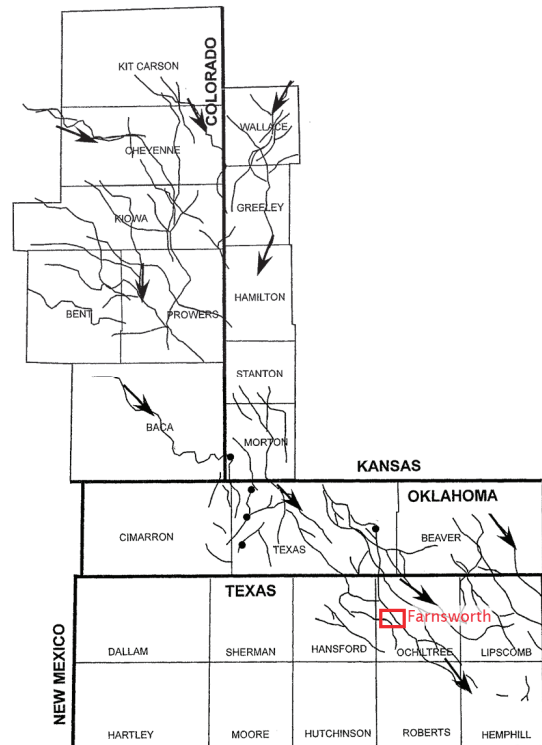 KIT CARSON
COLORADO
WALLACE
CHEYENNE
KIOWA
GREELEY
BENT
PROWERS
HAMILTON
STANTON
BACA
MORTON
KANSAS
OKLAHOMA
CIMARRON
TEXAS
BEAVER
TEXAS
Farnsworth
NEW MEXICO
DALLAM
SHERMAN
HANSFORD
OCHILTREE
LIPSCOMB
HARTLEY
MOORE
HUTCHINSON
ROBERTS
HEMPHILL